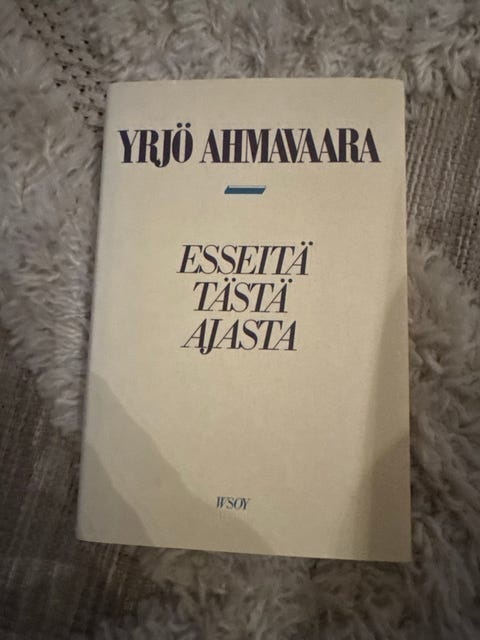 YRJÖ AHMAVAARA
ESSEITÄ
TÄSTÄ
AJASTA
WSOY